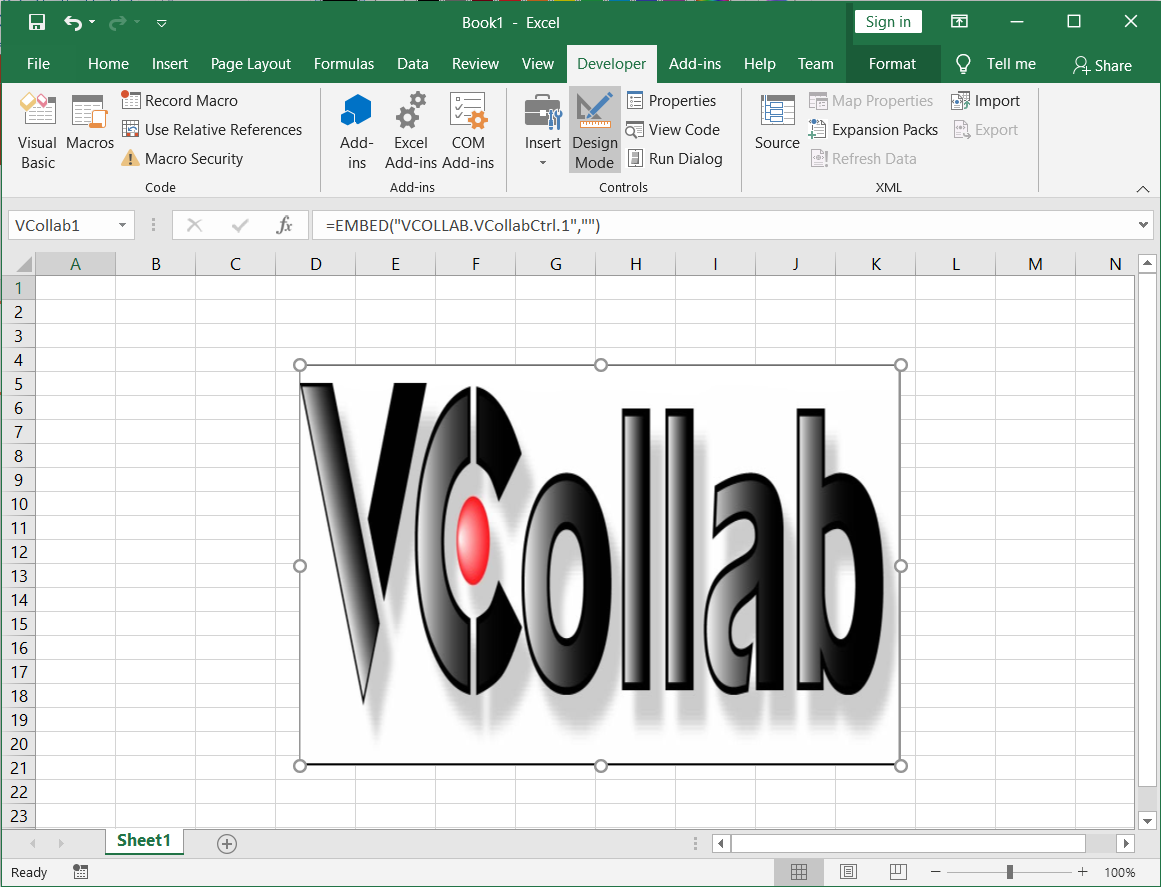 Book1 - Excel
Sign in
File Home Insert Page Layout Formulas Data Review View Developer Add-ins Help Team Format Tell me Share
Visual Basic
Macros
Record Macro
Use Relative References
Macro Security
Code
Add-ins
Excel Add-ins
COM Add-ins
Add-ins
Insert
Design Mode
Properties
View Code
Run Dialog
Controls
Source
Map Properties
Expansion Packs
Refresh Data
Import
Export
XML
VCollab1
fx
=EMBED("VCOLLAB.VCollabCtrl.1","")
A B C D E F G H I J K L M N
1
2
3
4
5
6
7
8
9
10
11
12
13
14
15
16
17
18
19
20
21
22
23
VCollab
Sheet1
Ready
100%